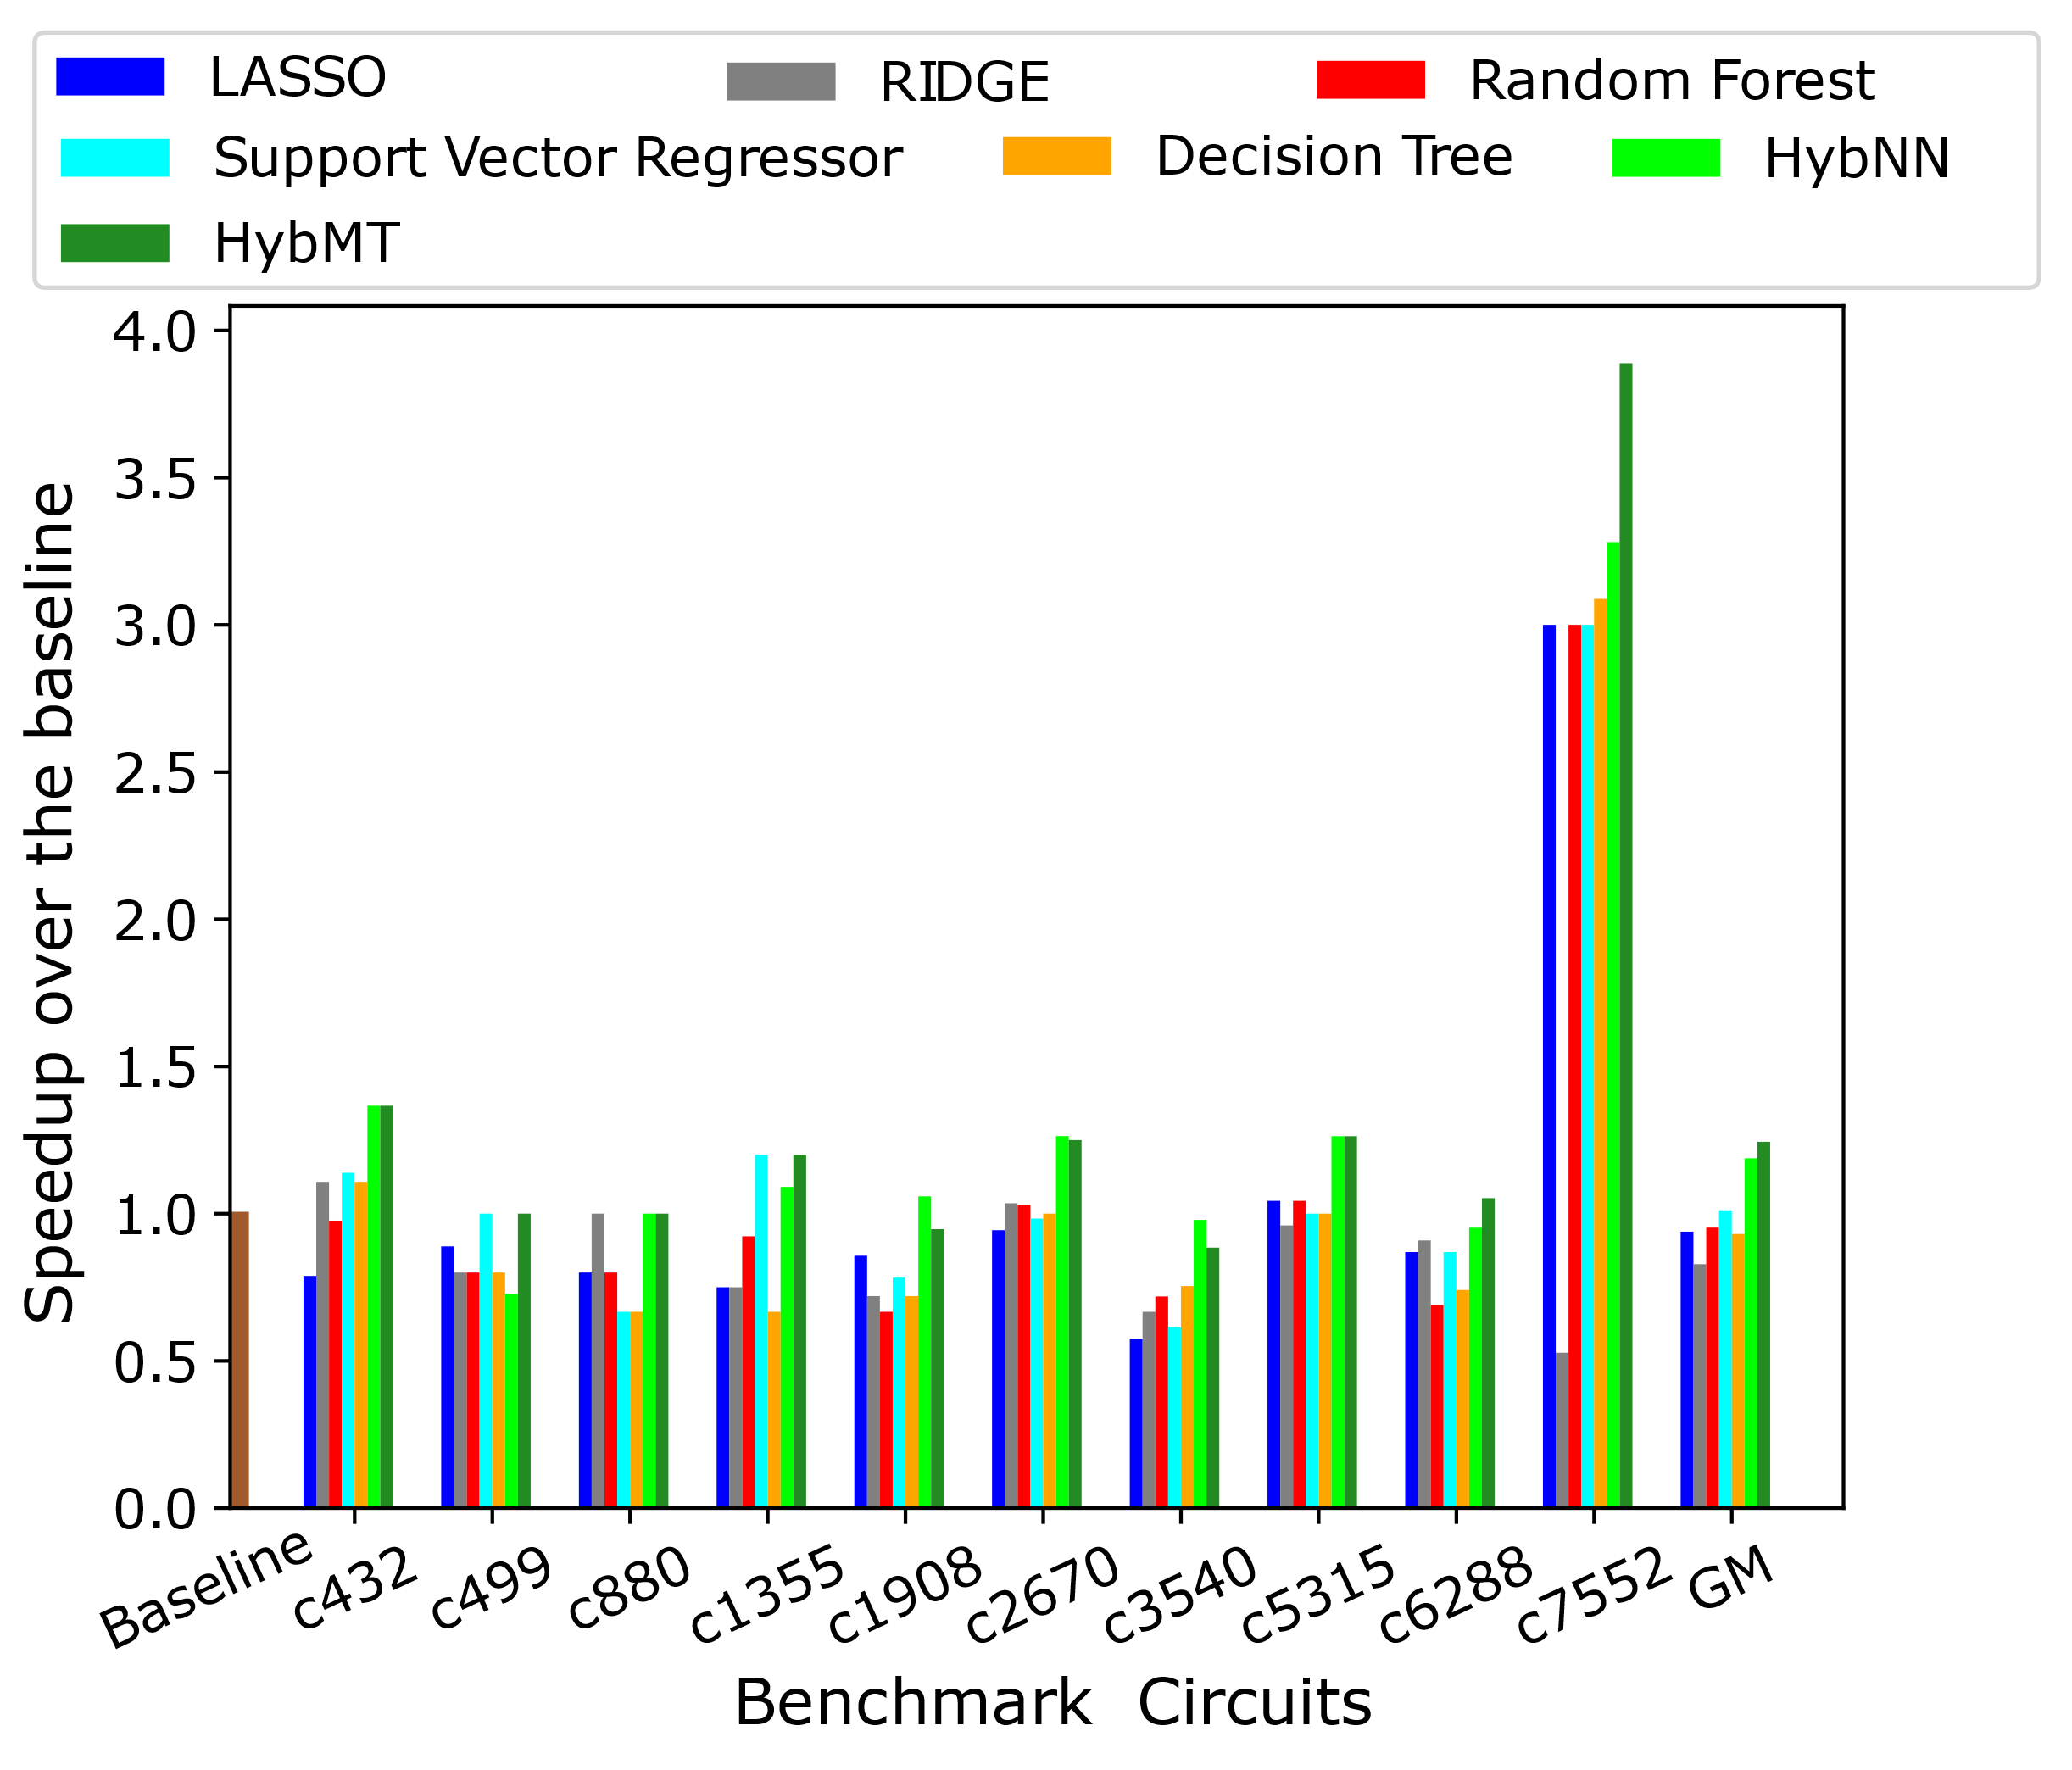 LASSO RIDGE Random Forest
Support Vector Regressor Decision Tree HybNN
HybMT
Speedup over the baseline
4.0
3.5
3.0
2.5
2.0
1.5
1.0
0.5
0.0
Baseline c432 c499 c880 c1355 c1908 c2670 c3540 c5315 c6288 c7552 GM
Benchmark Circuits